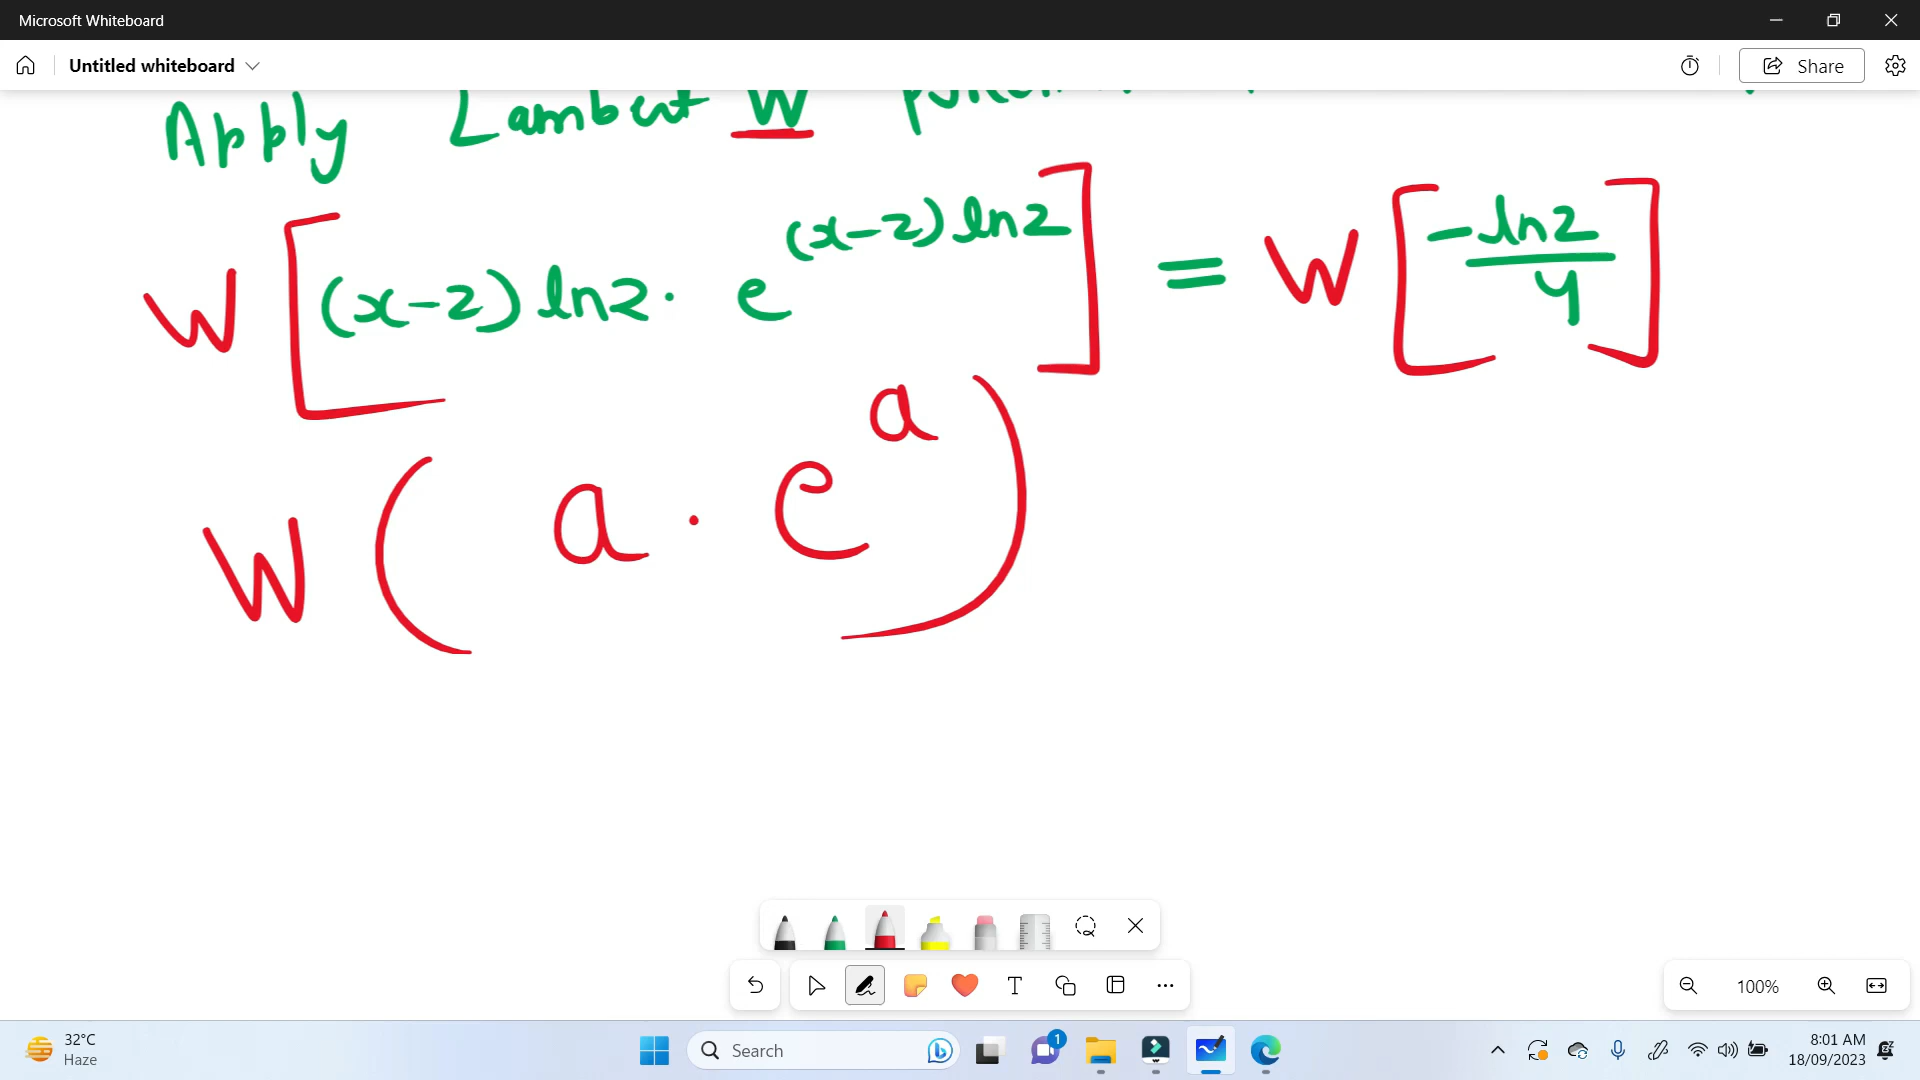 Microsoft Whiteboard
Untitled whiteboard
Share
Apply Lambert W
W [(x-2) ln2 · e^{(x-2) ln2}] = W [-ln2/4]
W (a · e^a)
100%
32°C
Haze
Search
1
8:01 AM
18/09/2023